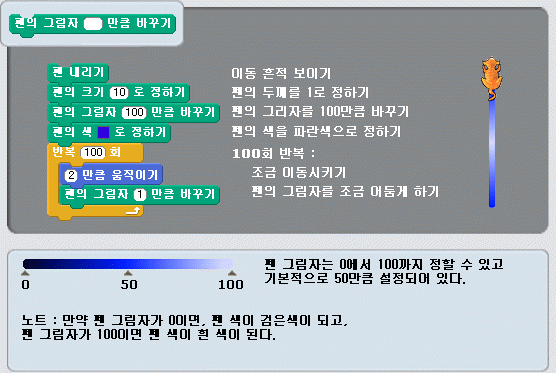 펜의 그림자 만큼 바꾸기
펜 내리기 이동 흔적 보이기
펜의 크기 10 로 정하기 펜의 두께를 1로 정하기
펜의 그림자 100 만큼 바꾸기 펜의 그리자를 100만큼 바꾸기
펜의 색 로 정하기 펜의 색을 파란색으로 정하기
반복 100 회 100회 반복 :
2 만큼 움직이기 조금 이동시키기
펜의 그림자 1 만큼 바꾸기 펜의 그림자를 조금 어둡게 하기
0 50 100
펜 그림자는 0에서 100까지 정할 수 있고
기본적으로 50만큼 설정되어 있다.
노트 : 만약 펜 그림자가 0이면, 펜 색이 검은색이 되고,
펜 그림자가 100이면 펜 색이 흰 색이 된다.